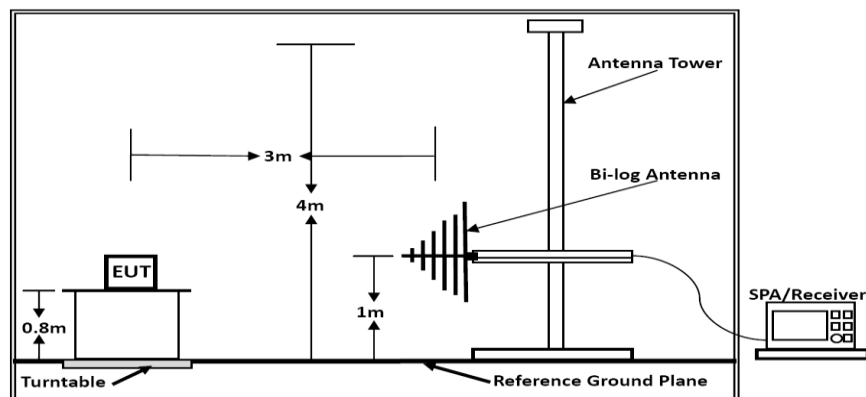 Antenna Tower
3m
Bi-log Antenna
4m
EUT
SPA/Receiver
0.8m
1m
Turntable
Reference Ground Plane